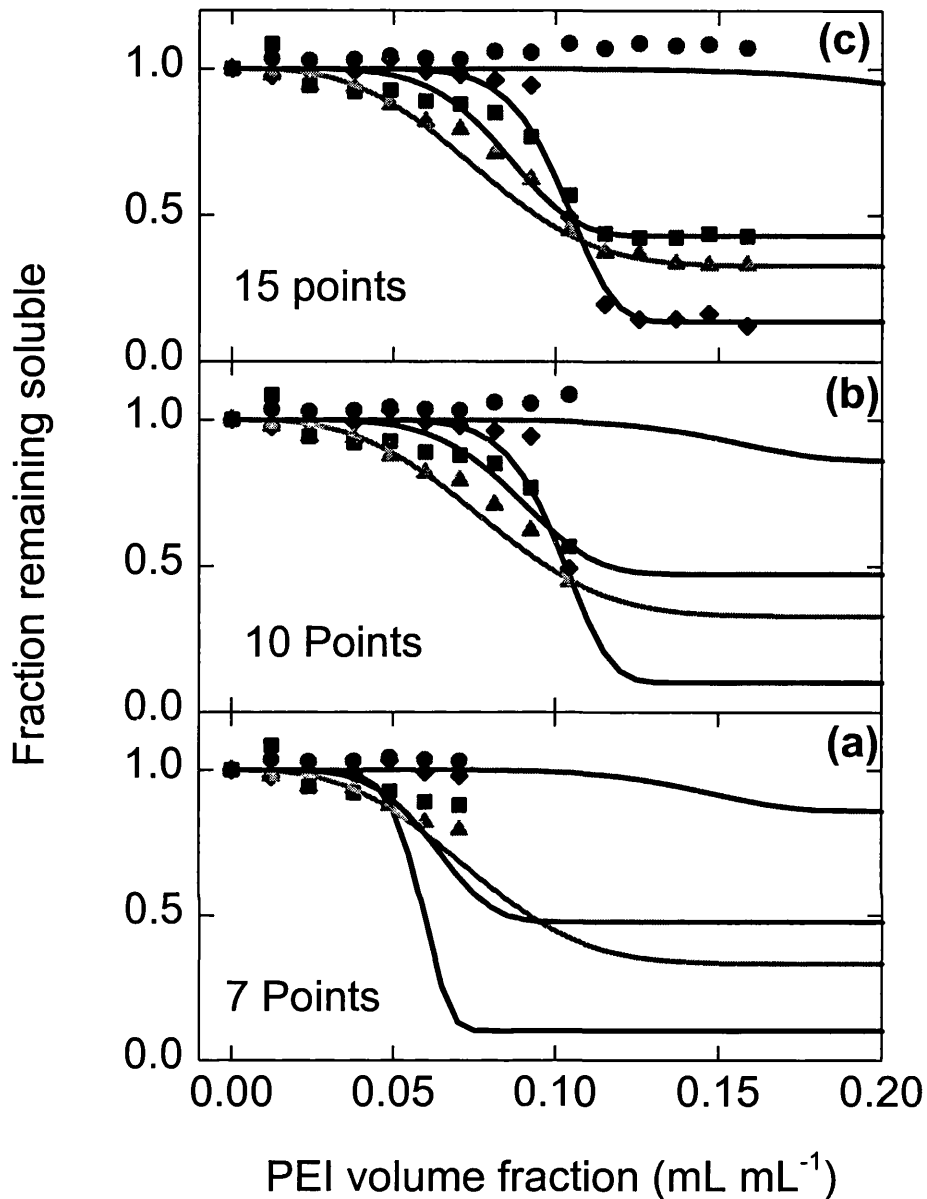 (c)
1.0
0.5
15 points
0.0
(b)
1.0
0.5
10 Points
0.0
(a)
1.0
0.5
7 Points
0.0
0.00 0.05 0.10 0.15 0.20
PEI volume fraction (mL mL⁻¹)
Fraction remaining soluble